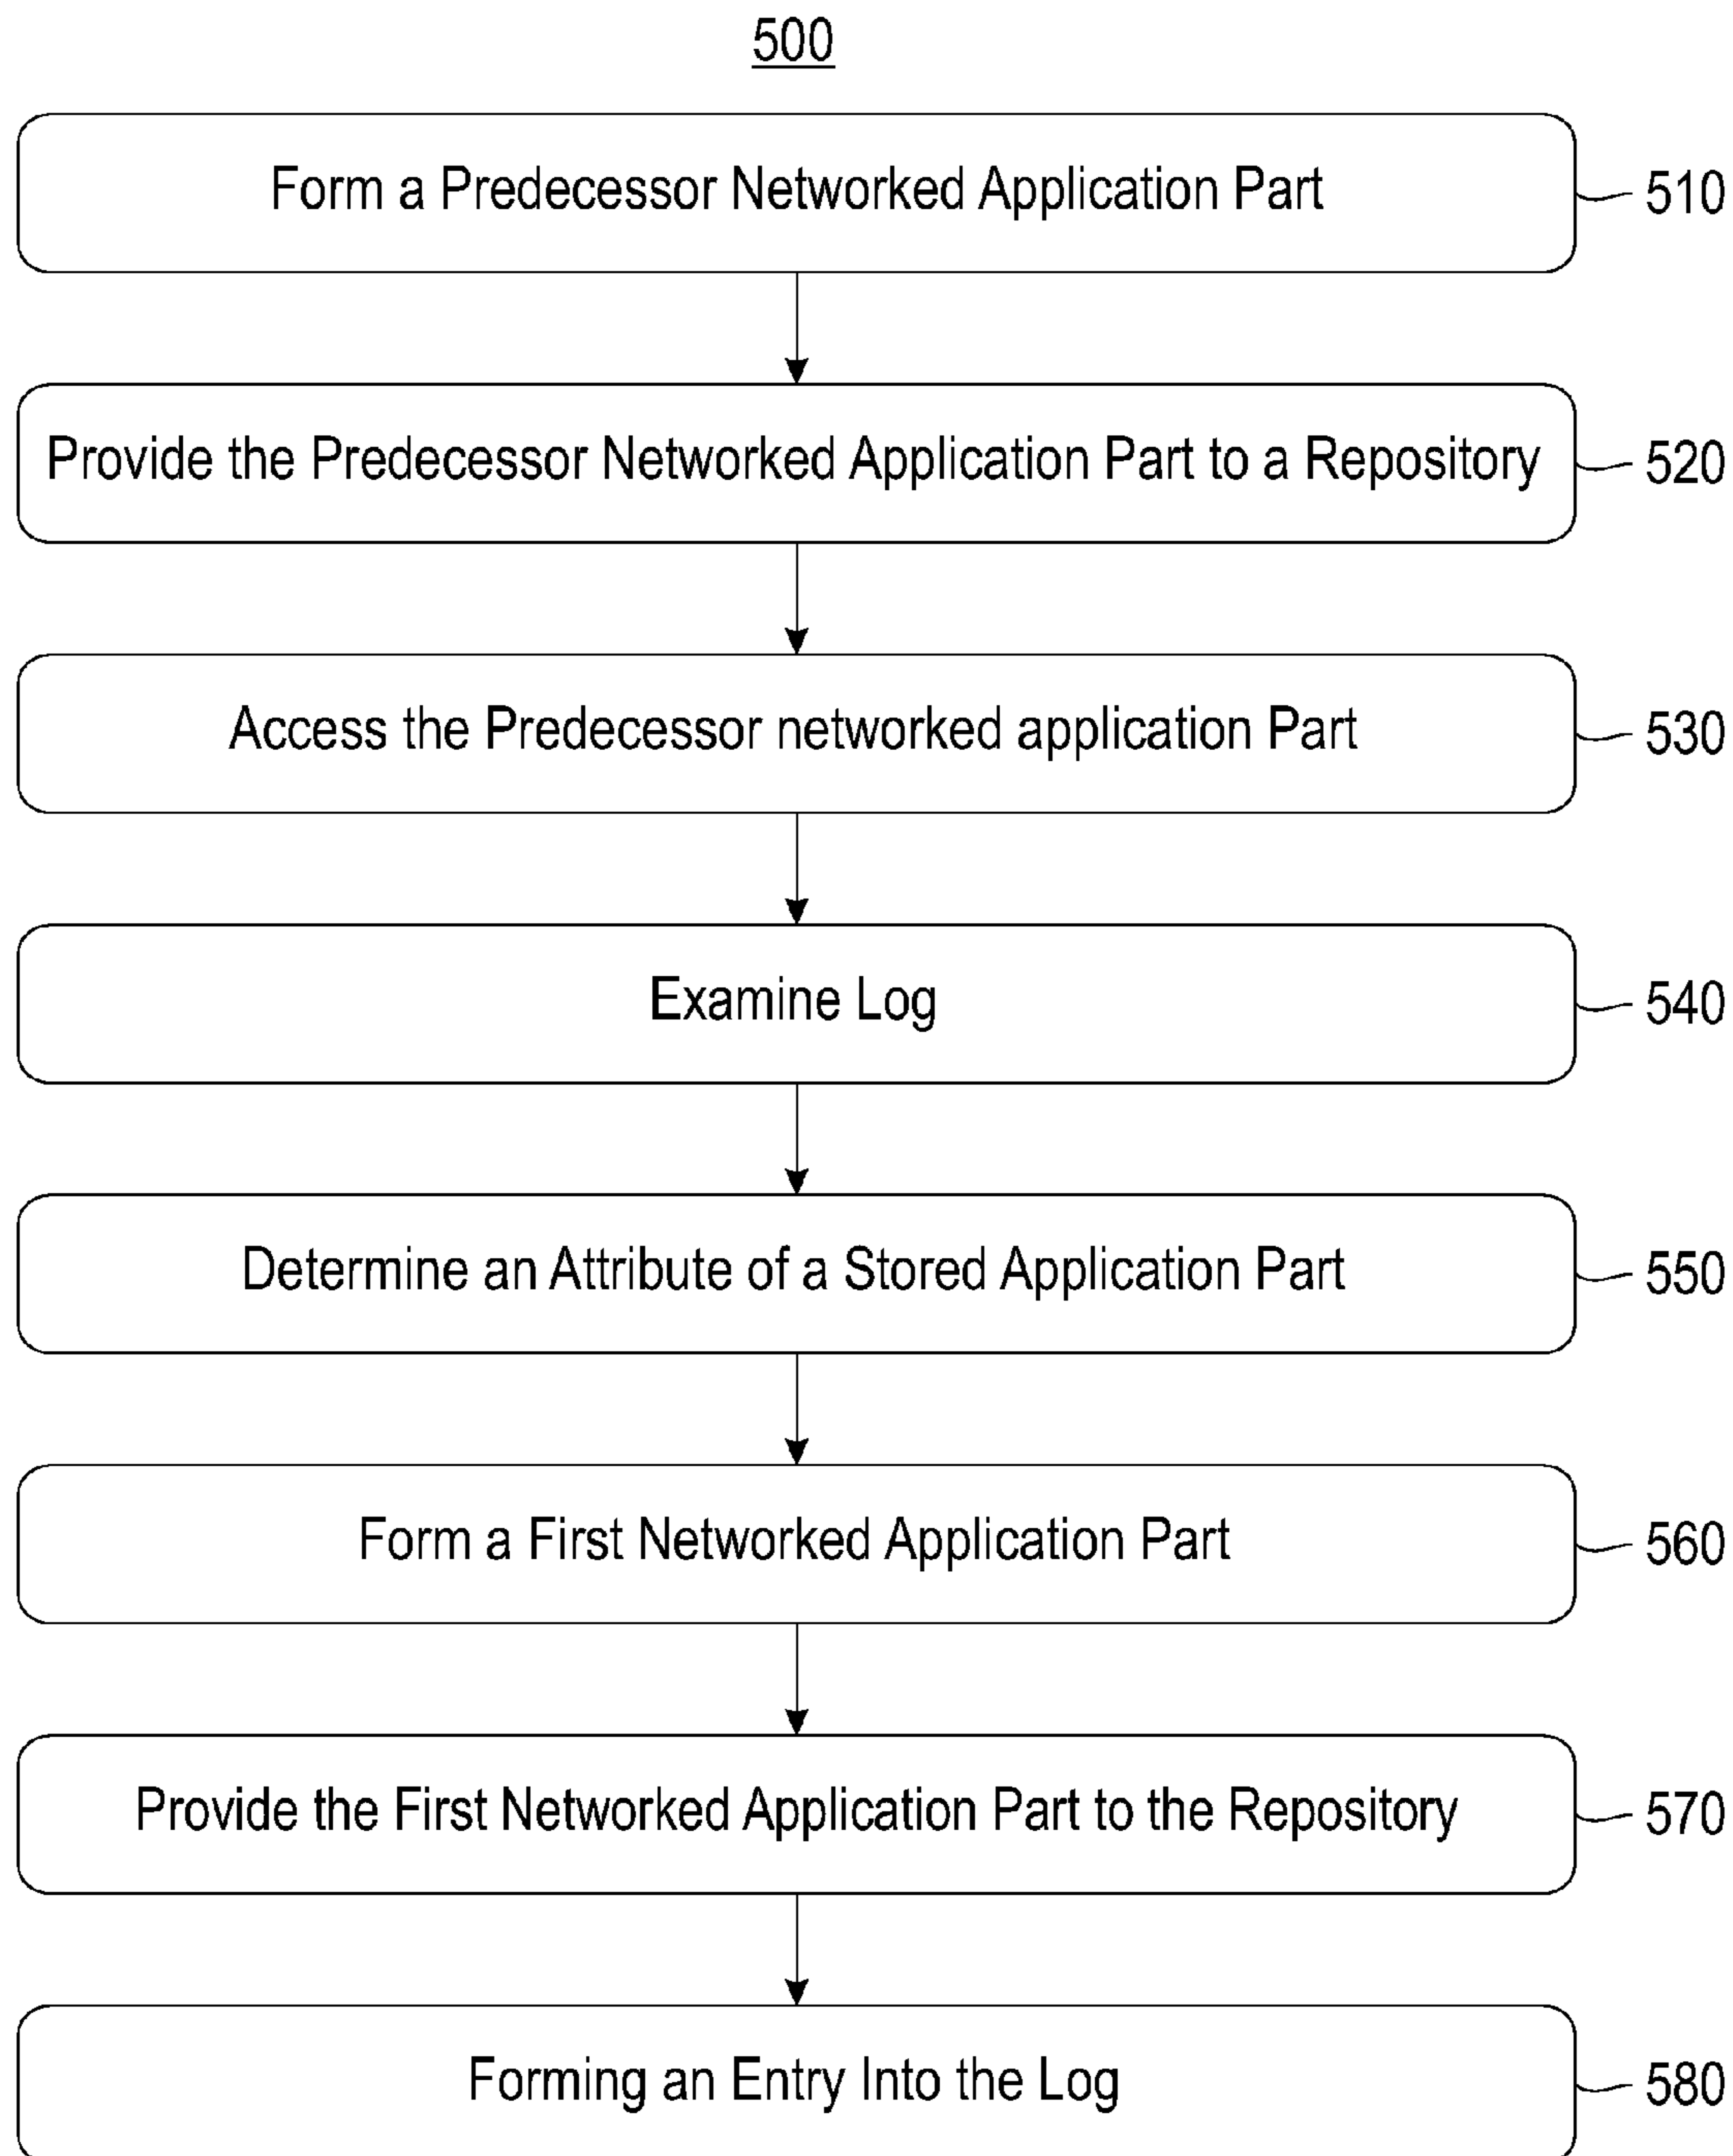 500
Form a Predecessor Networked Application Part
510
Provide the Predecessor Networked Application Part to a Repository
520
Access the Predecessor networked application Part
530
Examine Log
540
Determine an Attribute of a Stored Application Part
550
Form a First Networked Application Part
560
Provide the First Networked Application Part to the Repository
570
Forming an Entry Into the Log
580